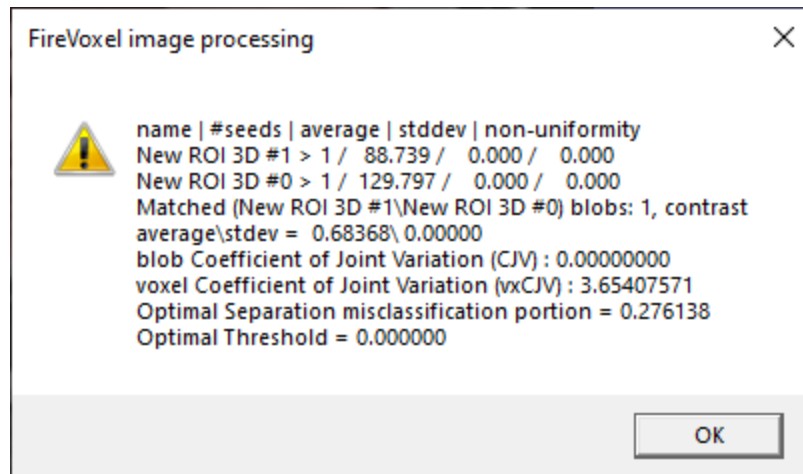 FireVoxel image processing
name | #seeds | average | stddev | non-uniformity
New ROI 3D #1 > 1 / 88.739 / 0.000 / 0.000
New ROI 3D #0 > 1 / 129.797 / 0.000 / 0.000
Matched (New ROI 3D #1\New ROI 3D #0) blobs: 1, contrast
average\stdev = 0.68368\ 0.00000
blob Coefficient of Joint Variation (CJV) : 0.00000000
voxel Coefficient of Joint Variation (vxCJV) : 3.65407571
Optimal Separation misclassification portion = 0.276138
Optimal Threshold = 0.000000
OK